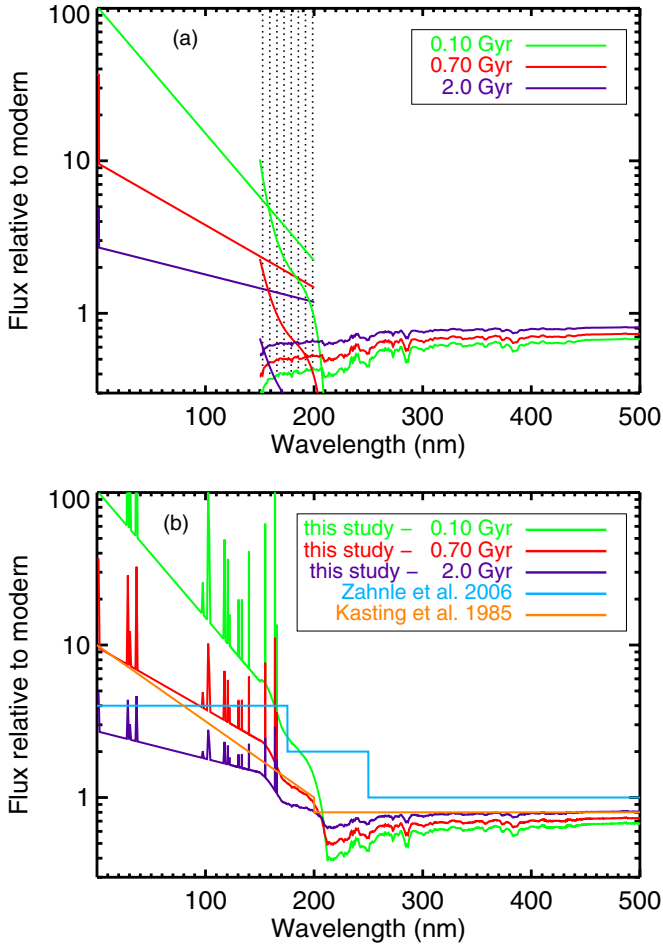 (a)
0.10 Gyr
0.70 Gyr
2.0 Gyr
100
10
1
Flux relative to modern
100 200 300 400 500
Wavelength (nm)
(b)
this study – 0.10 Gyr
this study – 0.70 Gyr
this study – 2.0 Gyr
Zahnle et al. 2006
Kasting et al. 1985
100
10
1
Flux relative to modern
100 200 300 400 500
Wavelength (nm)